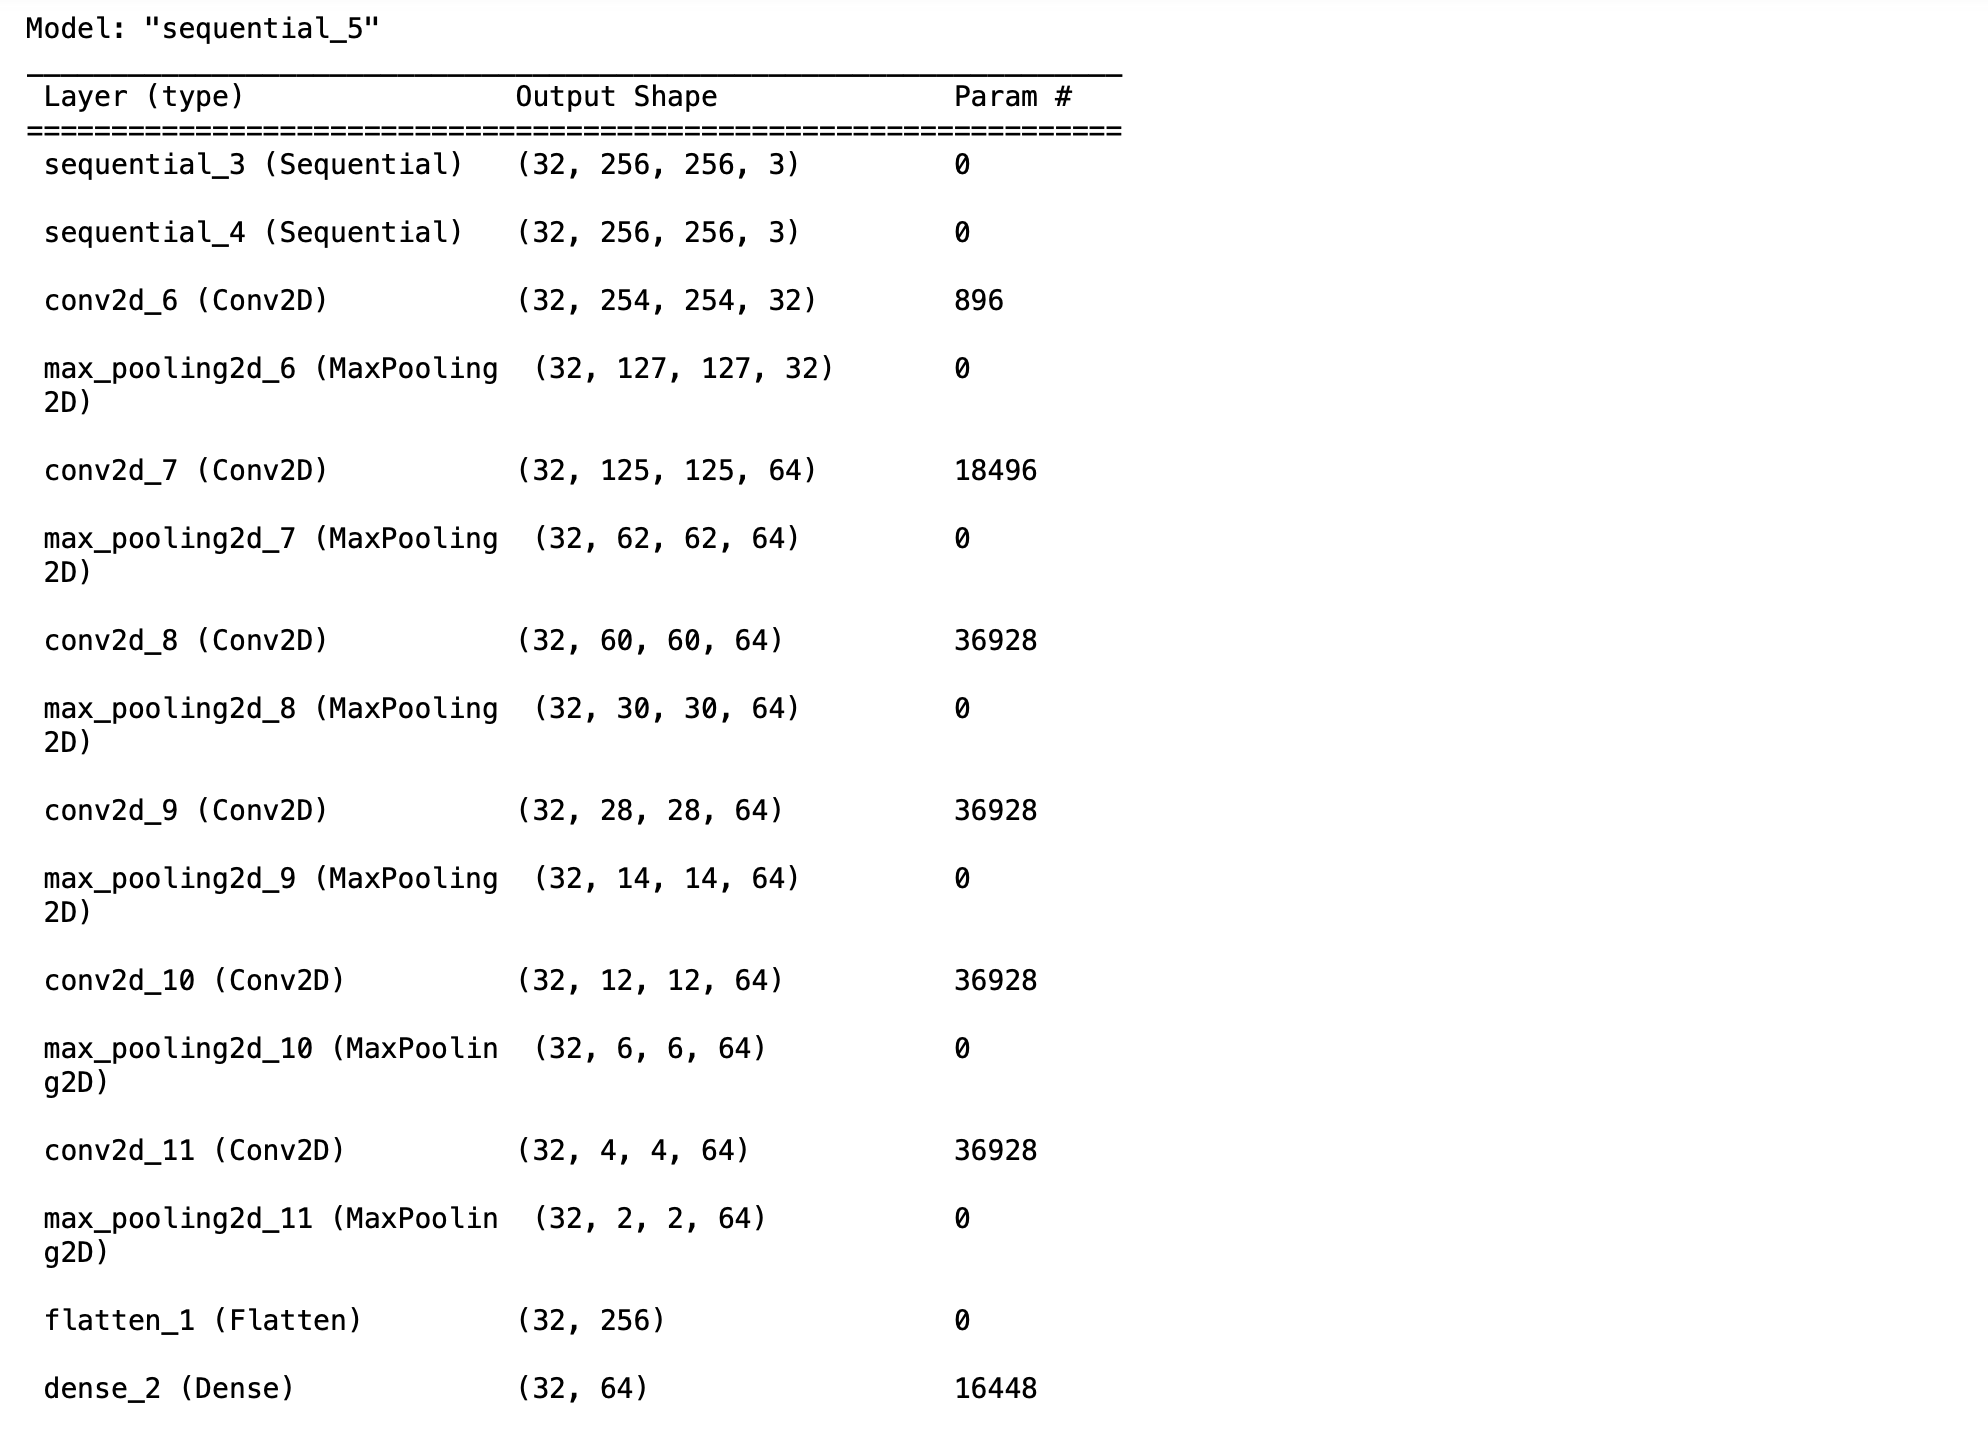 Model: "sequential_5"
_________________________________________________________________
Layer (type) Output Shape Param #
=================================================================
sequential_3 (Sequential) (32, 256, 256, 3) 0
sequential_4 (Sequential) (32, 256, 256, 3) 0
conv2d_6 (Conv2D) (32, 254, 254, 32) 896
max_pooling2d_6 (MaxPooling (32, 127, 127, 32) 0
2D)
conv2d_7 (Conv2D) (32, 125, 125, 64) 18496
max_pooling2d_7 (MaxPooling (32, 62, 62, 64) 0
2D)
conv2d_8 (Conv2D) (32, 60, 60, 64) 36928
max_pooling2d_8 (MaxPooling (32, 30, 30, 64) 0
2D)
conv2d_9 (Conv2D) (32, 28, 28, 64) 36928
max_pooling2d_9 (MaxPooling (32, 14, 14, 64) 0
2D)
conv2d_10 (Conv2D) (32, 12, 12, 64) 36928
max_pooling2d_10 (MaxPoolin (32, 6, 6, 64) 0
g2D)
conv2d_11 (Conv2D) (32, 4, 4, 64) 36928
max_pooling2d_11 (MaxPoolin (32, 2, 2, 64) 0
g2D)
flatten_1 (Flatten) (32, 256) 0
dense_2 (Dense) (32, 64) 16448